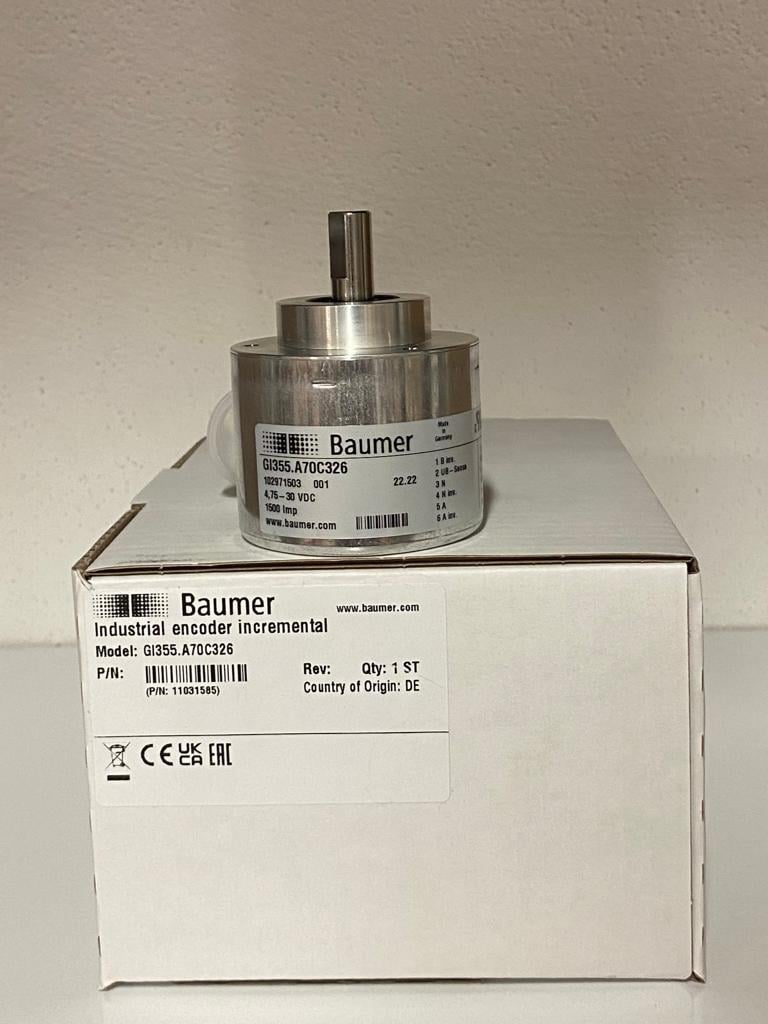 Baumer
GI355.A70C326
102971503 001 22.22
4,75-30 VDC
1500 Imp
www.baumer.com
Made
in
Germany
1 B inv.
2 UB-Sense
3 N
4 N inv.
5 A
6 A inv.
Baumer www.baumer.com
Industrial encoder incremental
Model: GI355.A70C326
P/N: Rev: Qty: 1 ST
(P/N: 11031585) Country of Origin: DE
CE UK CA EAC